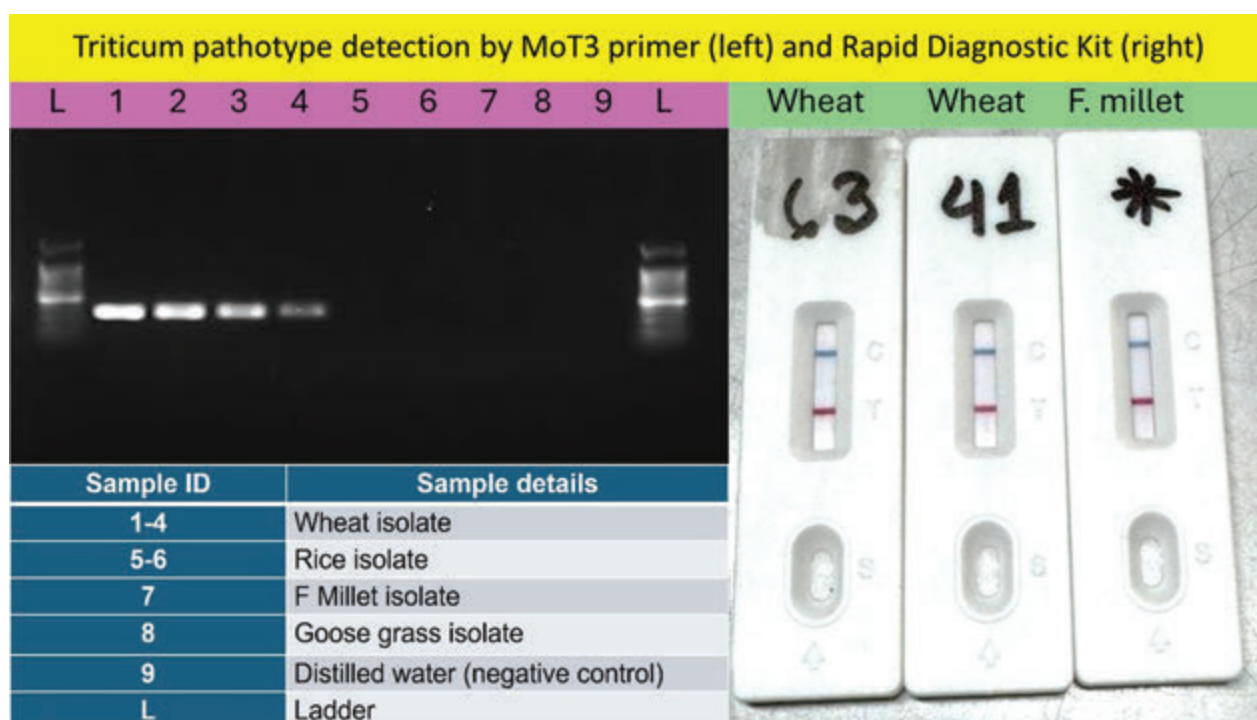 Triticum pathotype detection by MoT3 primer (left) and Rapid Diagnostic Kit (right)
L 1 2 3 4 5 6 7 8 9 L
Wheat Wheat F. millet
63 41 *
C C C
T T T
S S S
Sample ID Sample details
1-4 Wheat isolate
5-6 Rice isolate
7 F Millet isolate
8 Goose grass isolate
9 Distilled water (negative control)
L Ladder